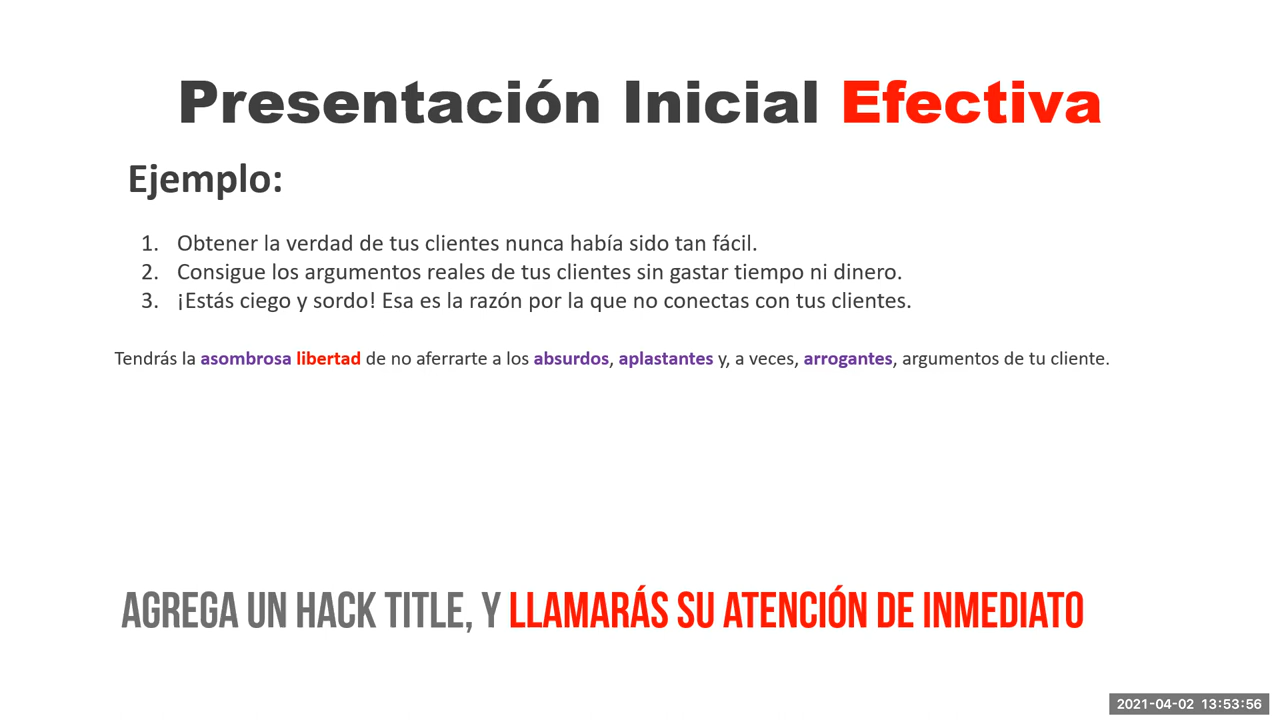 Presentación Inicial Efectiva
Ejemplo:
1. Obtener la verdad de tus clientes nunca había sido tan fácil.
2. Consigue los argumentos reales de tus clientes sin gastar tiempo ni dinero.
3. ¡Estás ciego y sordo! Esa es la razón por la que no conectas con tus clientes.
Tendrás la asombrosa libertad de no aferrarte a los absurdos, aplastantes y, a veces, arrogantes, argumentos de tu cliente.
AGREGA UN HACK TITLE, Y LLAMARÁS SU ATENCIÓN DE INMEDIATO
2021-04-02 13:53:56